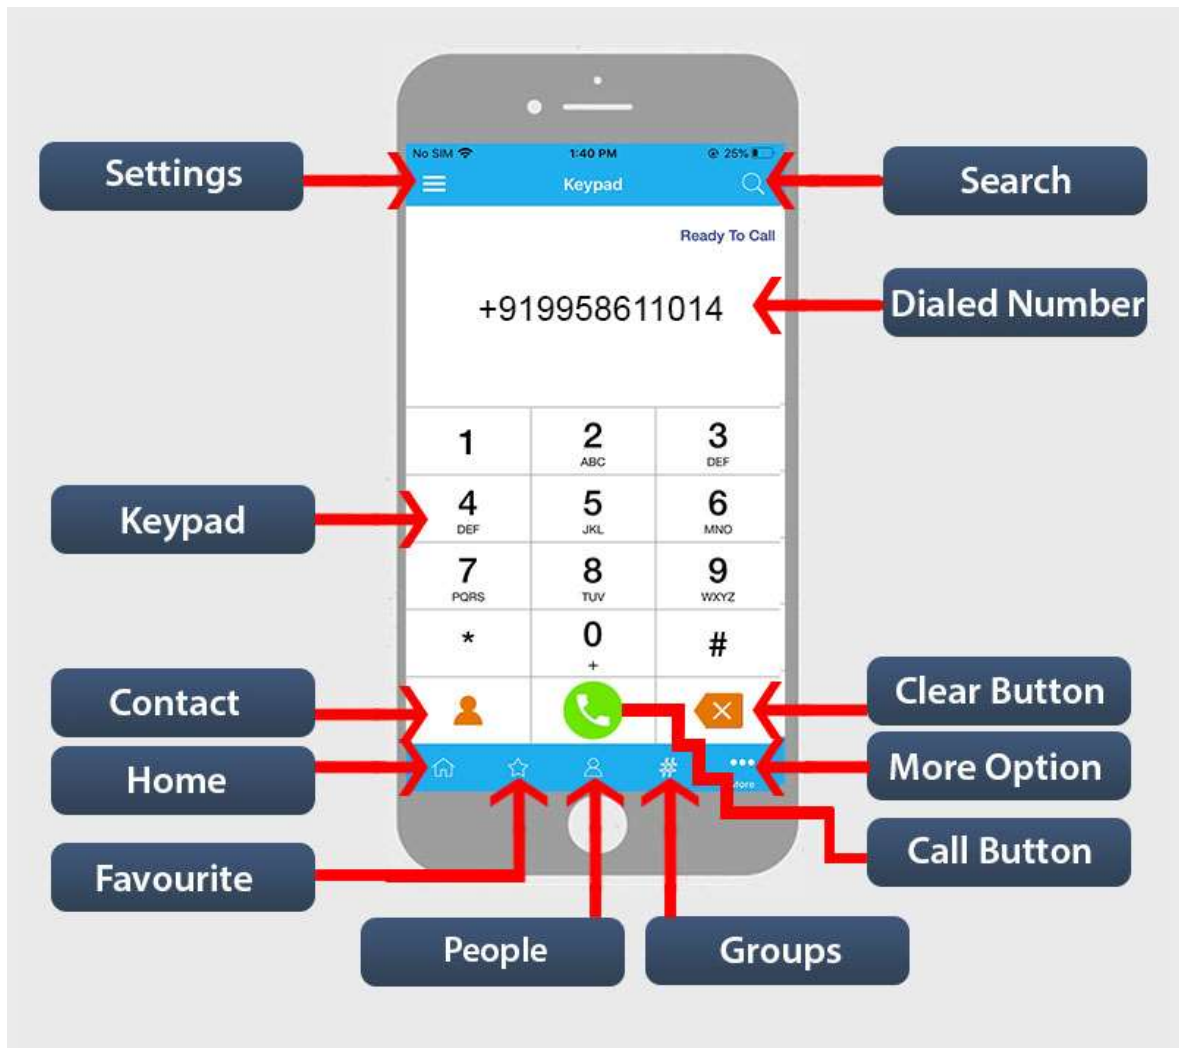 No SIM 1:40 PM 25%
Settings
Keypad
Search
Ready To Call
+919958611014
Dialed Number
1 2 3
ABC DEF
Keypad
4 5 6
DEF JKL MNO
7 8 9
PQRS TUV WXYZ
* 0 #
+
Contact
Clear Button
Home
More Option
#
More
Favourite
Call Button
People
Groups